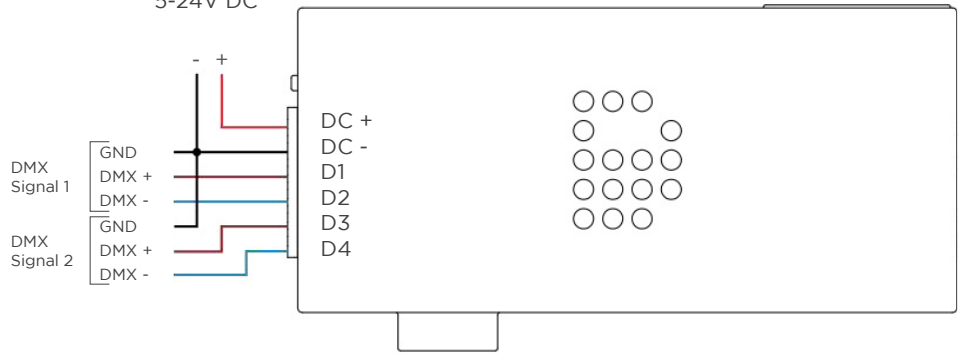 5-24V DC
- +
DC +
DC -
D1
D2
D3
D4
DMX
Signal 1
GND
DMX +
DMX -
DMX
Signal 2
GND
DMX +
DMX -